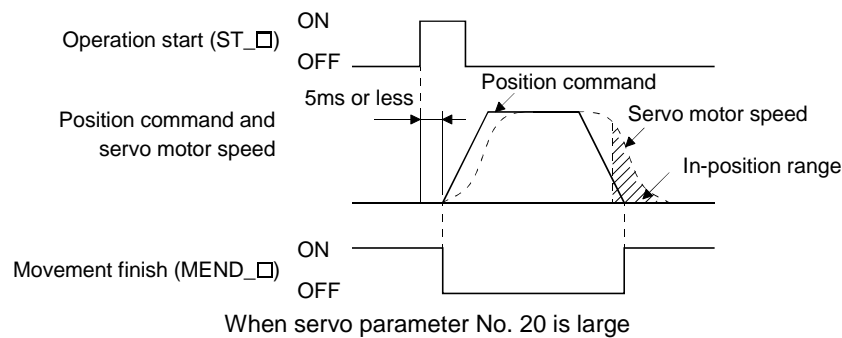 ON
Operation start (ST_□)
OFF
Position command
5ms or less
Servo motor speed
Position command and
servo motor speed
In-position range
ON
Movement finish (MEND_□)
OFF
When servo parameter No. 20 is large